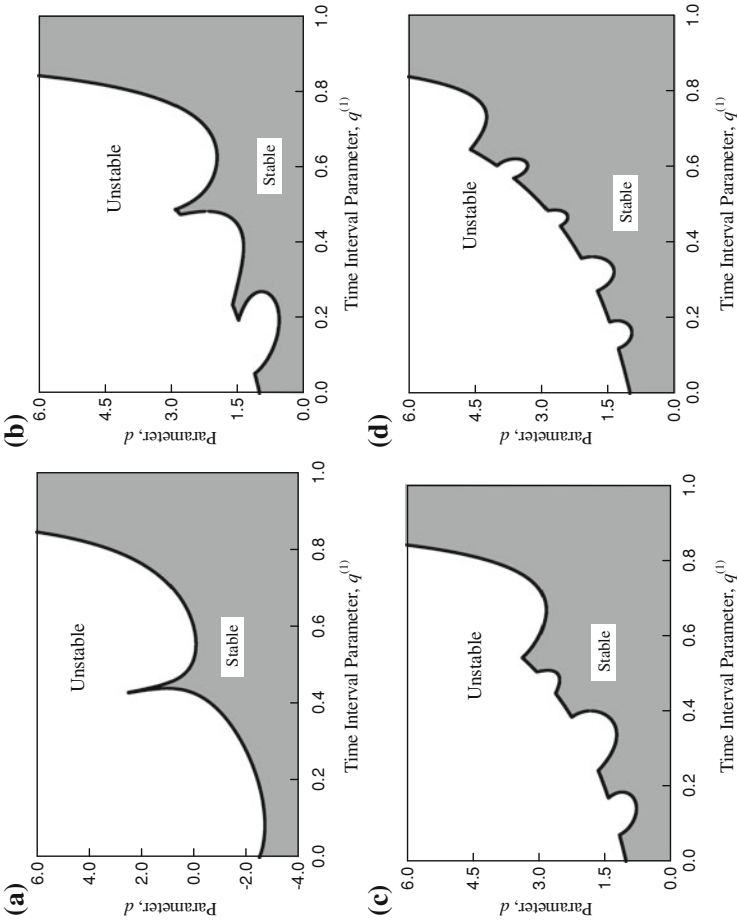 (a)
6.0
4.0
2.0
0.0
-2.0
-4.0
Parameter, d
Unstable
Stable
0.0
0.2
0.4
0.6
0.8
1.0
Time Interval Parameter, q(1)
(b)
6.0
4.5
3.0
1.5
0.0
Parameter, d
Unstable
Stable
0.0
0.2
0.4
0.6
0.8
1.0
Time Interval Parameter, q(1)
(c)
6.0
4.5
3.0
1.5
0.0
Parameter, d
Unstable
Stable
0.0
0.2
0.4
0.6
0.8
1.0
Time Interval Parameter, q(1)
(d)
6.0
4.5
3.0
1.5
0.0
Parameter, d
Unstable
Stable
0.0
0.2
0.4
0.6
0.8
1.0
Time Interval Parameter, q(1)